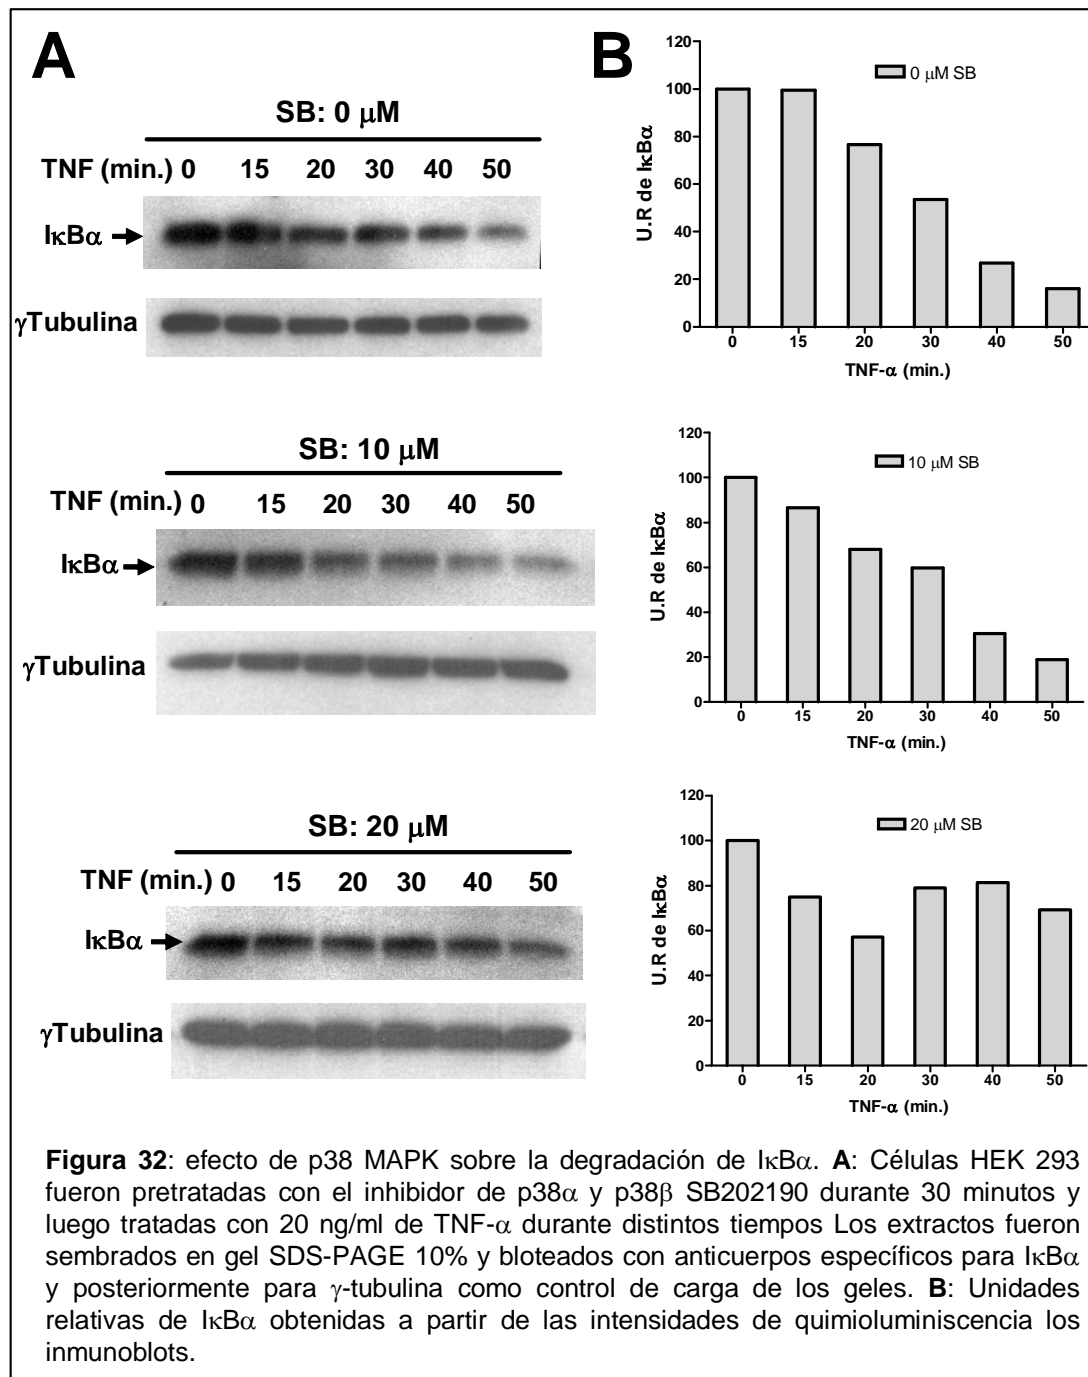 A
SB: 0 μM
TNF (min.) 0 15 20 30 40 50
IκBα
γTubulina
SB: 10 μM
TNF (min.) 0 15 20 30 40 50
IκBα
γTubulina
SB: 20 μM
TNF (min.) 0 15 20 30 40 50
IκBα
γTubulina
B
120
100
80
60
40
20
0
U.R de IκBα
0 μM SB
0 15 20 30 40 50
TNF-α (min.)
120
100
80
60
40
20
0
U.R de IκBα
10 μM SB
0 15 20 30 40 50
TNF-α (min.)
120
100
80
60
40
20
0
U.R de IκBα
20 μM SB
0 15 20 30 40 50
TNF-α (min.)
Figura 32: efecto de p38 MAPK sobre la degradación de IκBα. A: Células HEK 293
fueron pretratadas con el inhibidor de p38α y p38β SB202190 durante 30 minutos y
luego tratadas con 20 ng/ml de TNF-α durante distintos tiempos Los extractos fueron
sembrados en gel SDS-PAGE 10% y bloteados con anticuerpos específicos para IκBα
y posteriormente para γ-tubulina como control de carga de los geles. B: Unidades
relativas de IκBα obtenidas a partir de las intensidades de quimioluminiscencia los
inmunoblots.